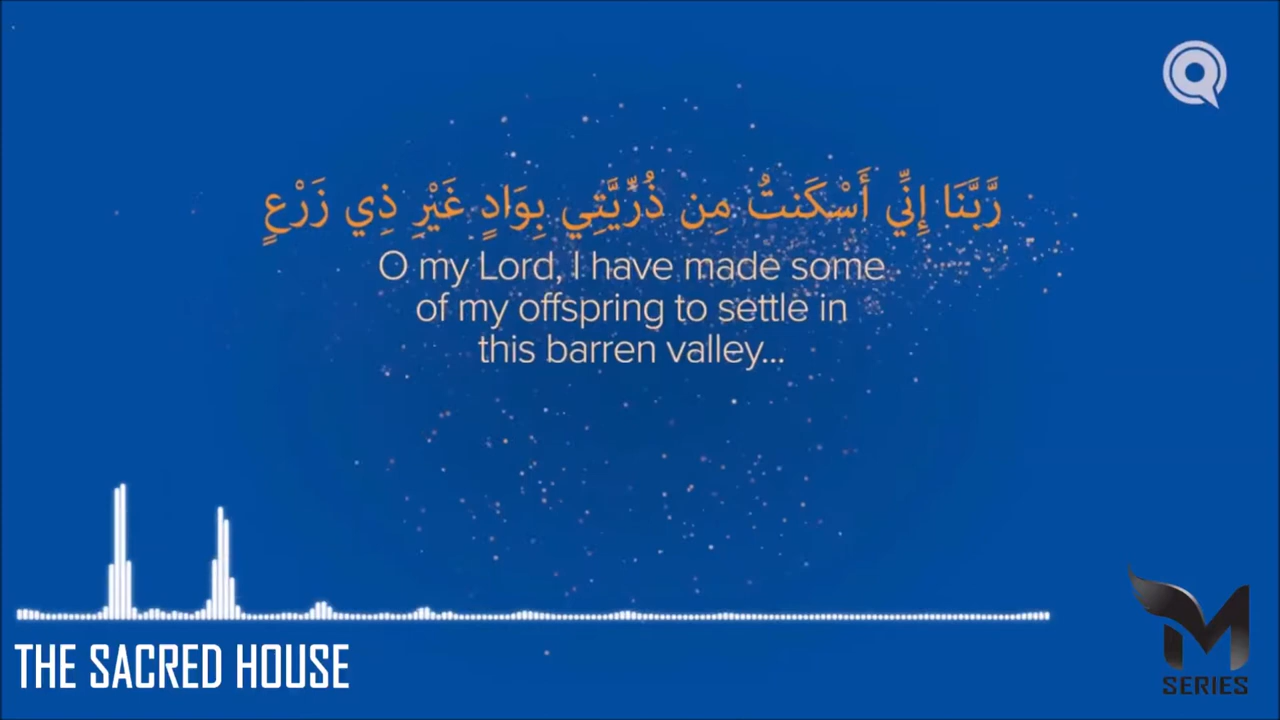 رَّبَّنَا إِنِّي أَسْكَنتُ مِن ذُرِّيَّتِي بِوَادٍ غَيْرِ ذِي زَرْعٍ
O my Lord, I have made some
of my offspring to settle in
this barren valley...
THE SACRED HOUSE
M
SERIES